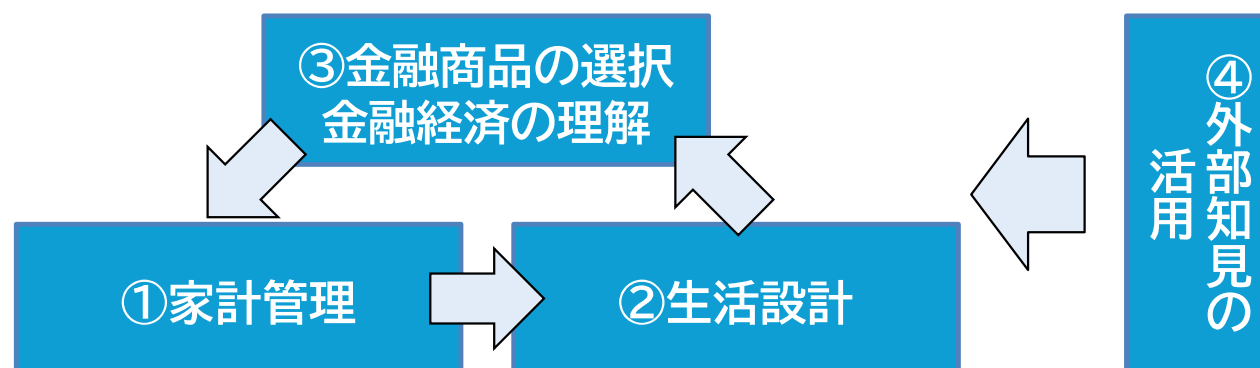 ③金融商品の選択
金融経済の理解
①家計管理
②生活設計
④外部知見の
活用